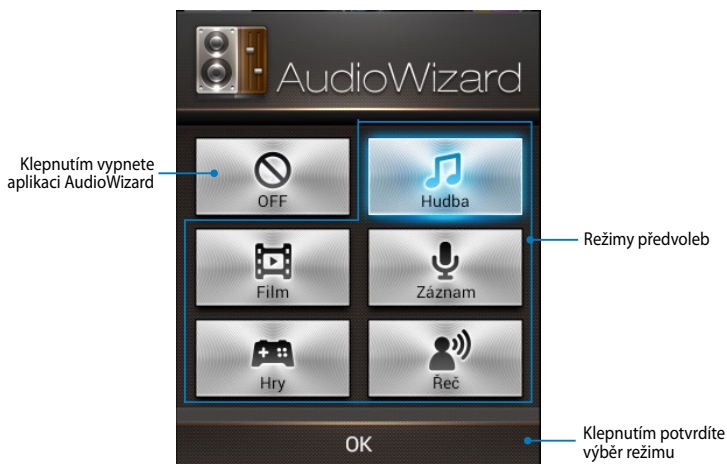 AudioWizard
Klepnutím vypnete
aplikaci AudioWizard
OFF
Hudba
Režimy předvoleb
Film
Záznam
Hry
Řeč
OK
Klepnutím potvrdíte
výběr režimu